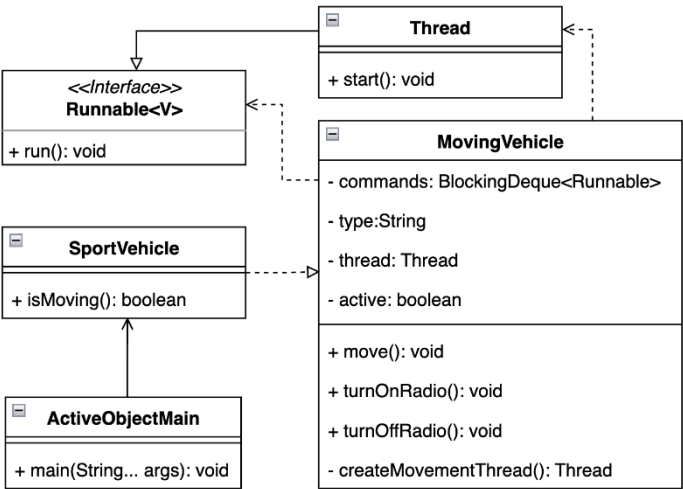 Thread
+ start(): void
<<Interface>>
Runnable<V>
+ run(): void
MovingVehicle
- commands: BlockingDeque<Runnable>
- type:String
- thread: Thread
- active: boolean
+ move(): void
+ turnOnRadio(): void
+ turnOffRadio(): void
- createMovementThread(): Thread
SportVehicle
+ isMoving(): boolean
ActiveObjectMain
+ main(String... args): void